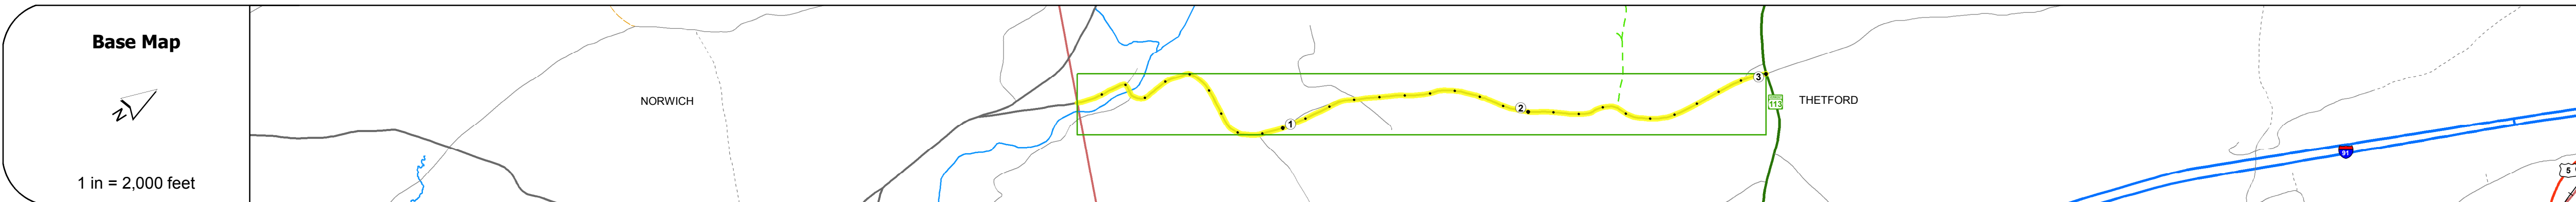 Base Map
N
1 in = 2,000 feet
NORWICH
1
2
3
113
THETFORD
91
5